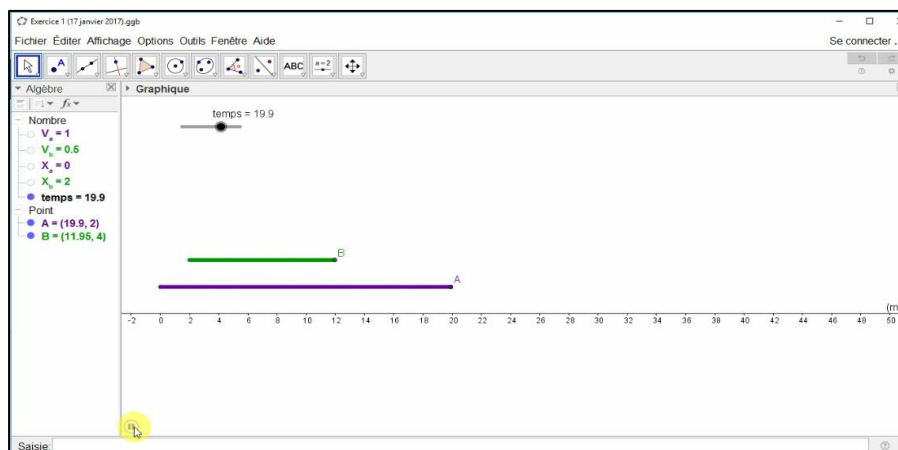 Exercice 1 (17 janvier 2017).ggb
Fichier Éditer Affichage Options Outils Fenêtre Aide Se connecter .
A ABC a=2
Algèbre Graphique
fx
Nombre
Va = 1
Vb = 0.5
Xa = 0
Xb = 2
temps = 19.9
Point
A = (19.9, 2)
B = (11.95, 4)
temps = 19.9
B
A
(m
-2 0 2 4 6 8 10 12 14 16 18 20 22 24 26 28 30 32 34 36 38 40 42 44 46 48 50
Saisie: